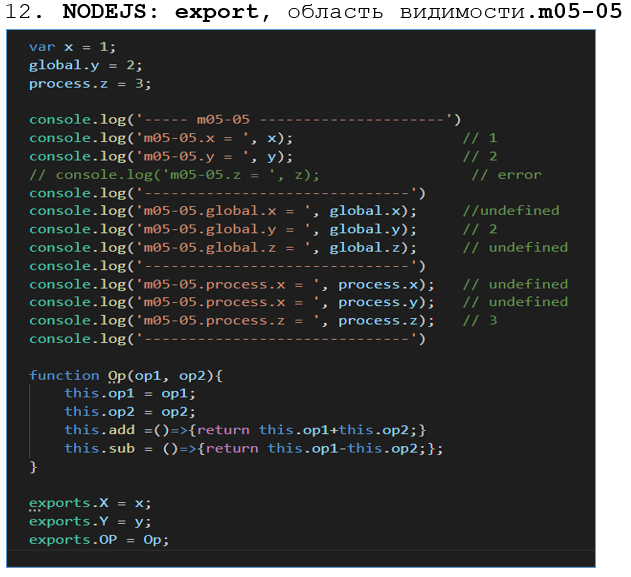 12. NODEJS: export, область видимости.m05-05
var x = 1;
global.y = 2;
process.z = 3;
console.log('----- m05-05 ---------------------')
console.log('m05-05.x = ', x);                   // 1
console.log('m05-05.y = ', y);                   // 2
// console.log('m05-05.z = ', z);                 // error
console.log('------------------------------')
console.log('m05-05.global.x = ', global.x);     //undefined
console.log('m05-05.global.y = ', global.y);     // 2
console.log('m05-05.global.z = ', global.z);     // undefined
console.log('------------------------------')
console.log('m05-05.process.x = ', process.x);   // undefined
console.log('m05-05.process.x = ', process.y);   // undefined
console.log('m05-05.process.z = ', process.z);   // 3
console.log('------------------------------')
function Op(op1, op2){
    this.op1 = op1;
    this.op2 = op2;
    this.add =()=>{return this.op1+this.op2;}
    this.sub = ()=>{return this.op1-this.op2;};
}
exports.X = x;
exports.Y = y;
exports.OP = Op;